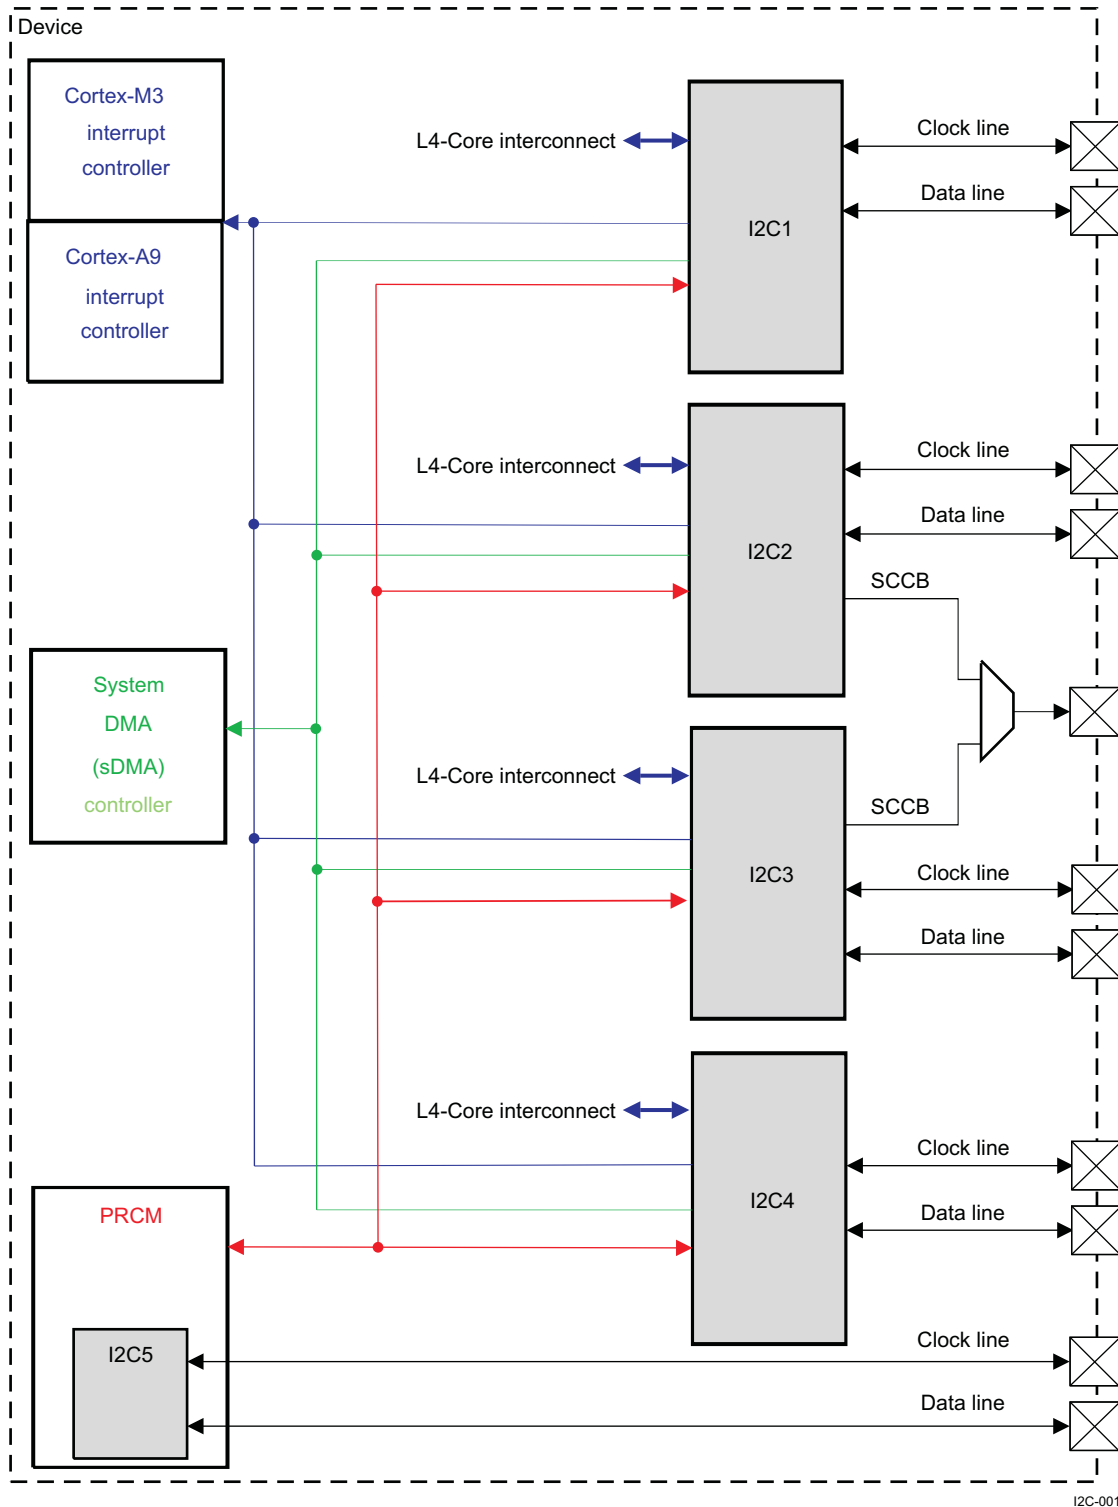 Device
Cortex-M3
interrupt
controller
Cortex-A9
interrupt
controller
L4-Core interconnect
I2C1
Clock line
Data line
L4-Core interconnect
I2C2
Clock line
Data line
SCCB
System
DMA
(sDMA)
controller
L4-Core interconnect
I2C3
SCCB
Clock line
Data line
L4-Core interconnect
I2C4
Clock line
Data line
PRCM
I2C5
Clock line
Data line
I2C-001